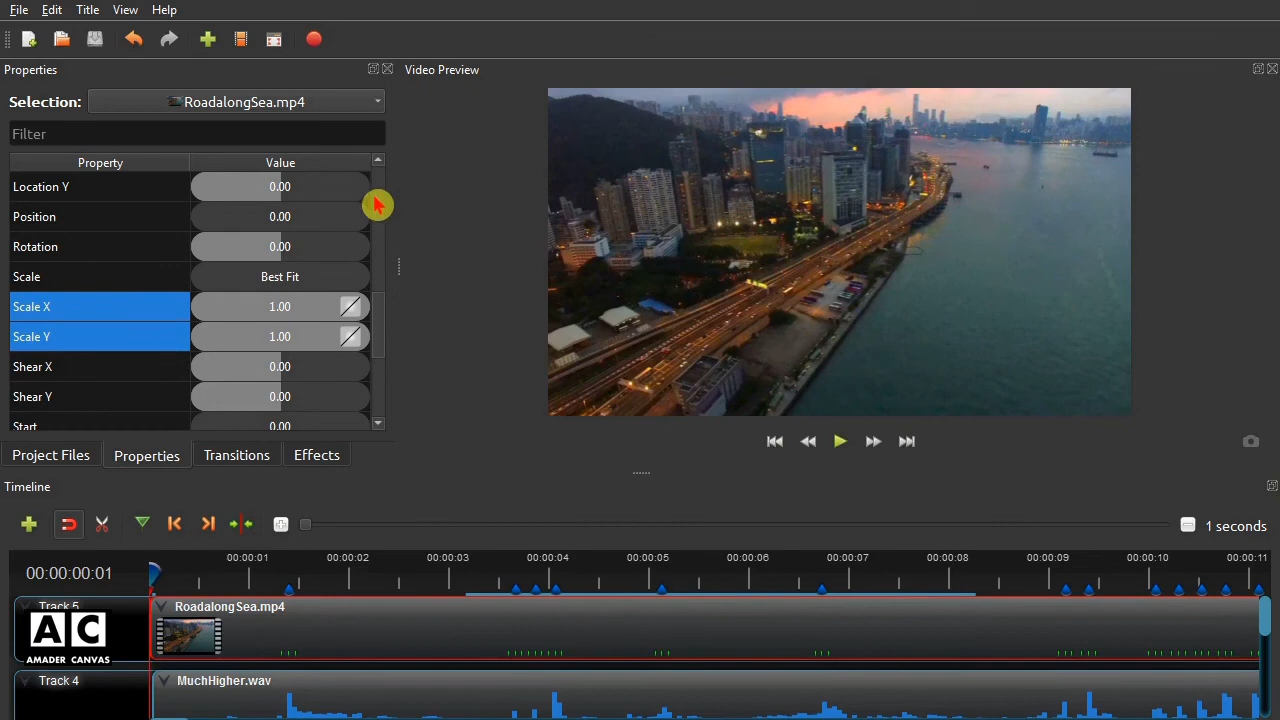 File Edit Title View Help
Properties
Video Preview
Selection: RoadalongSea.mp4
Filter
Property Value
Location Y 0.00
Position 0.00
Rotation 0.00
Scale Best Fit
Scale X 1.00
Scale Y 1.00
Shear X 0.00
Shear Y 0.00
Start 0.00
Project Files Properties Transitions Effects
Timeline
1 seconds
00:00:01 00:00:02 00:00:03 00:00:04 00:00:05 00:00:06 00:00:07 00:00:08 00:00:09 00:00:10 00:00:11
00:00:00:01
Track 5 RoadalongSea.mp4
AC
AMADER CANVAS
Track 4 MuchHigher.wav